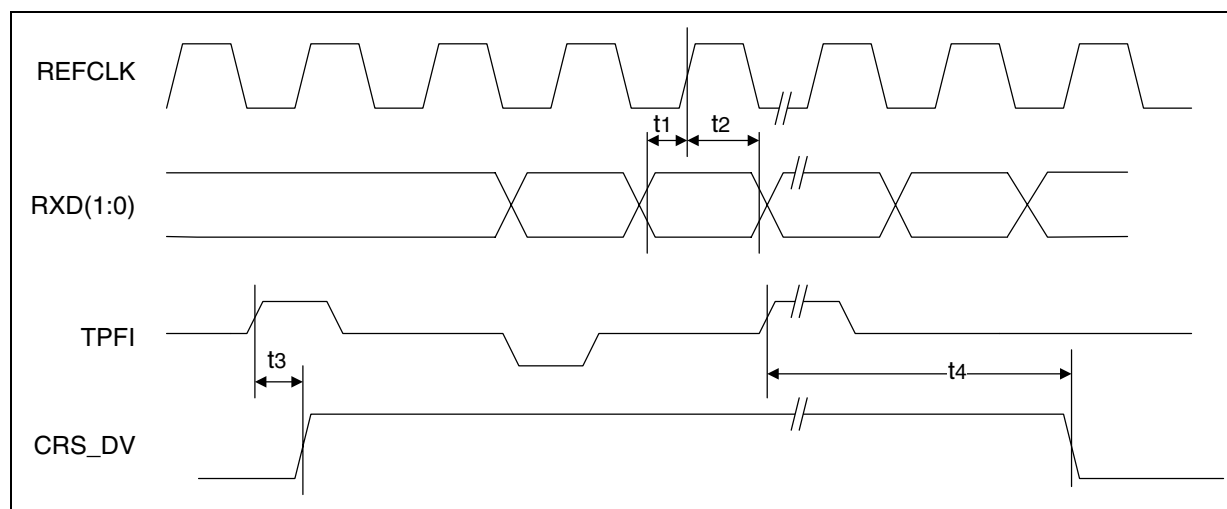 REFCLK
t1
t2
RXD(1:0)
TPFI
t3
t4
CRS_DV